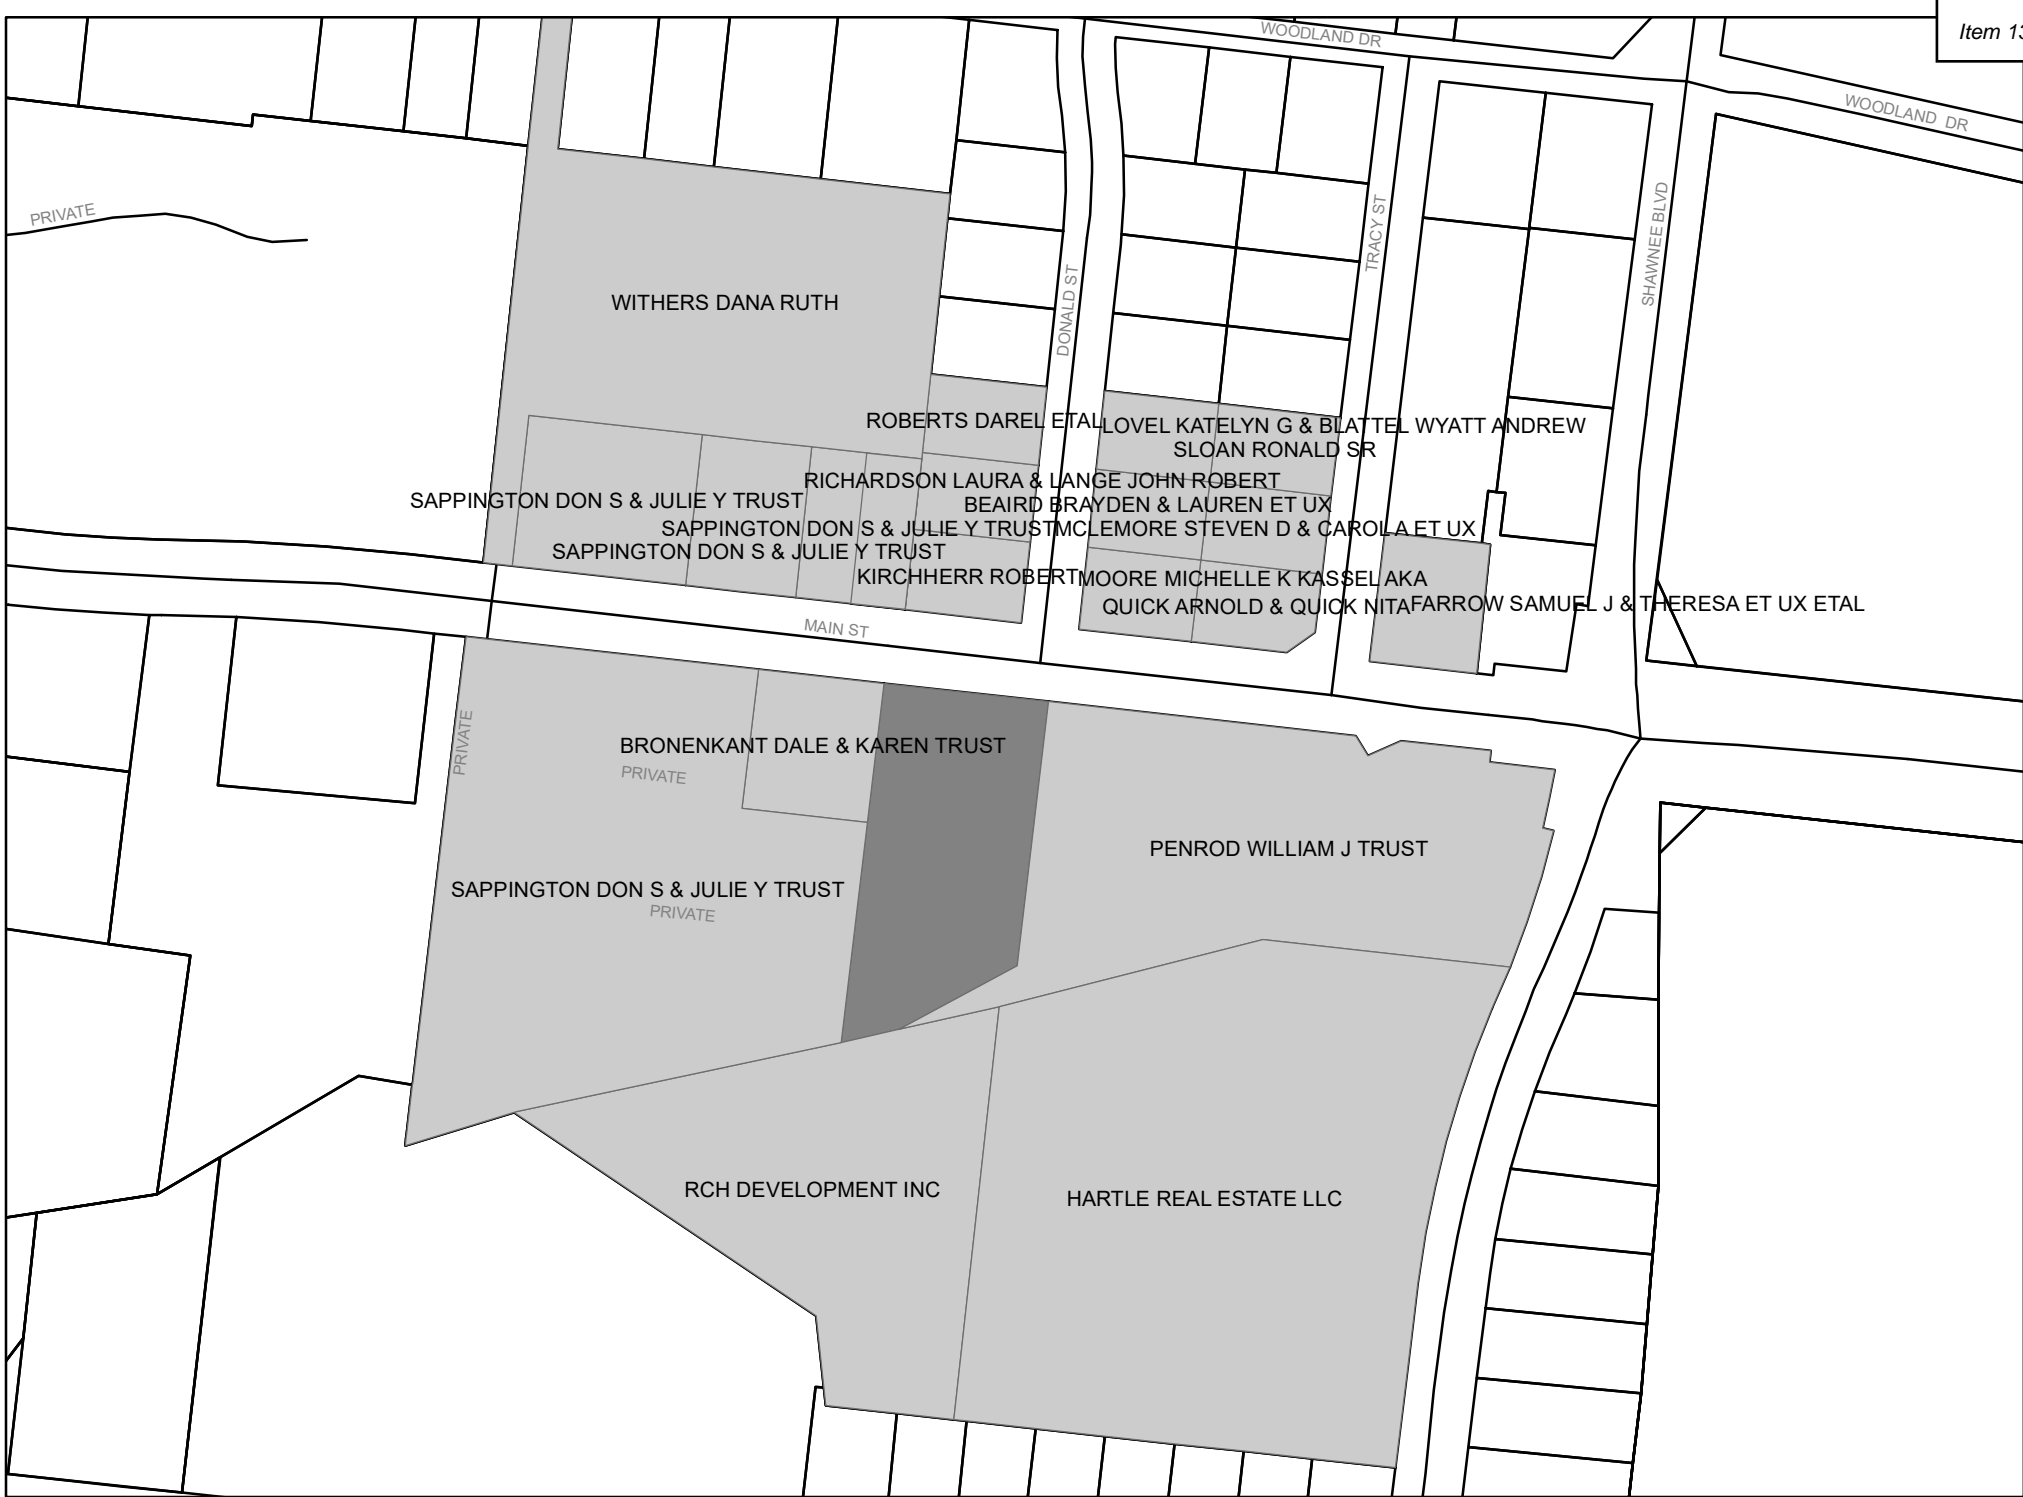 Item 13
WOODLAND DR
WOODLAND DR
PRIVATE
TRACY ST
SHAWNEE BLVD
DONALD ST
WITHERS DANA RUTH
ROBERTS DAREL ETAL
LOVEL KATELYN G & BLATTEL WYATT ANDREW
SLOAN RONALD SR
RICHARDSON LAURA & LANGE JOHN ROBERT
SAPPINGTON DON S & JULIE Y TRUST
BEAIRD BRAYDEN & LAUREN ET UX
SAPPINGTON DON S & JULIE Y TRUST
MCLEMORE STEVEN D & CAROL A ET UX
SAPPINGTON DON S & JULIE Y TRUST
KIRCHHERR ROBERT
MOORE MICHELLE K KASSEL AKA
QUICK ARNOLD & QUICK NITA
FARROW SAMUEL J & THERESA ET UX ETAL
MAIN ST
PRIVATE
BRONENKANT DALE & KAREN TRUST
PRIVATE
PENROD WILLIAM J TRUST
SAPPINGTON DON S & JULIE Y TRUST
PRIVATE
RCH DEVELOPMENT INC
HARTLE REAL ESTATE LLC